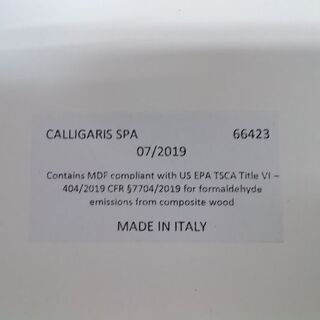 CALLIGARIS SPA 66423
07/2019
Contains MDF compliant with US EPA TSCA Title VI –
404/2019 CFR §7704/2019 for formaldehyde
emissions from composite wood
MADE IN ITALY